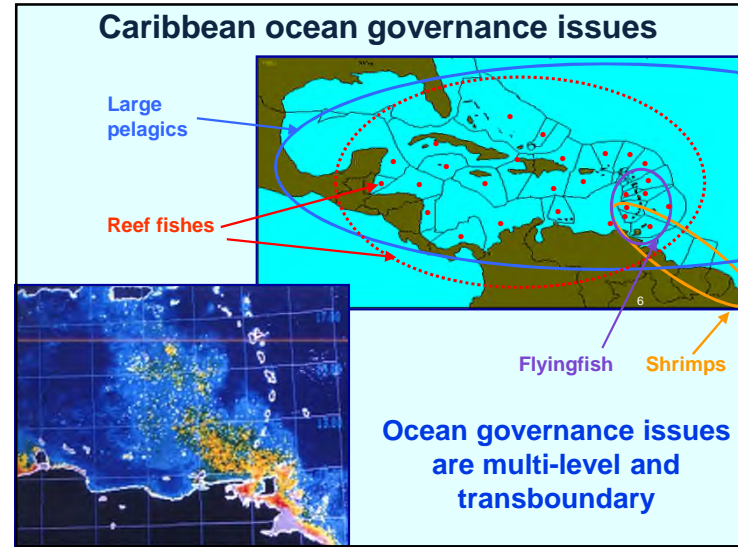 Caribbean ocean governance issues
Large
pelagics
Reef fishes
6
Flyingfish
Shrimps
Ocean governance issues
are multi-level and
transboundary